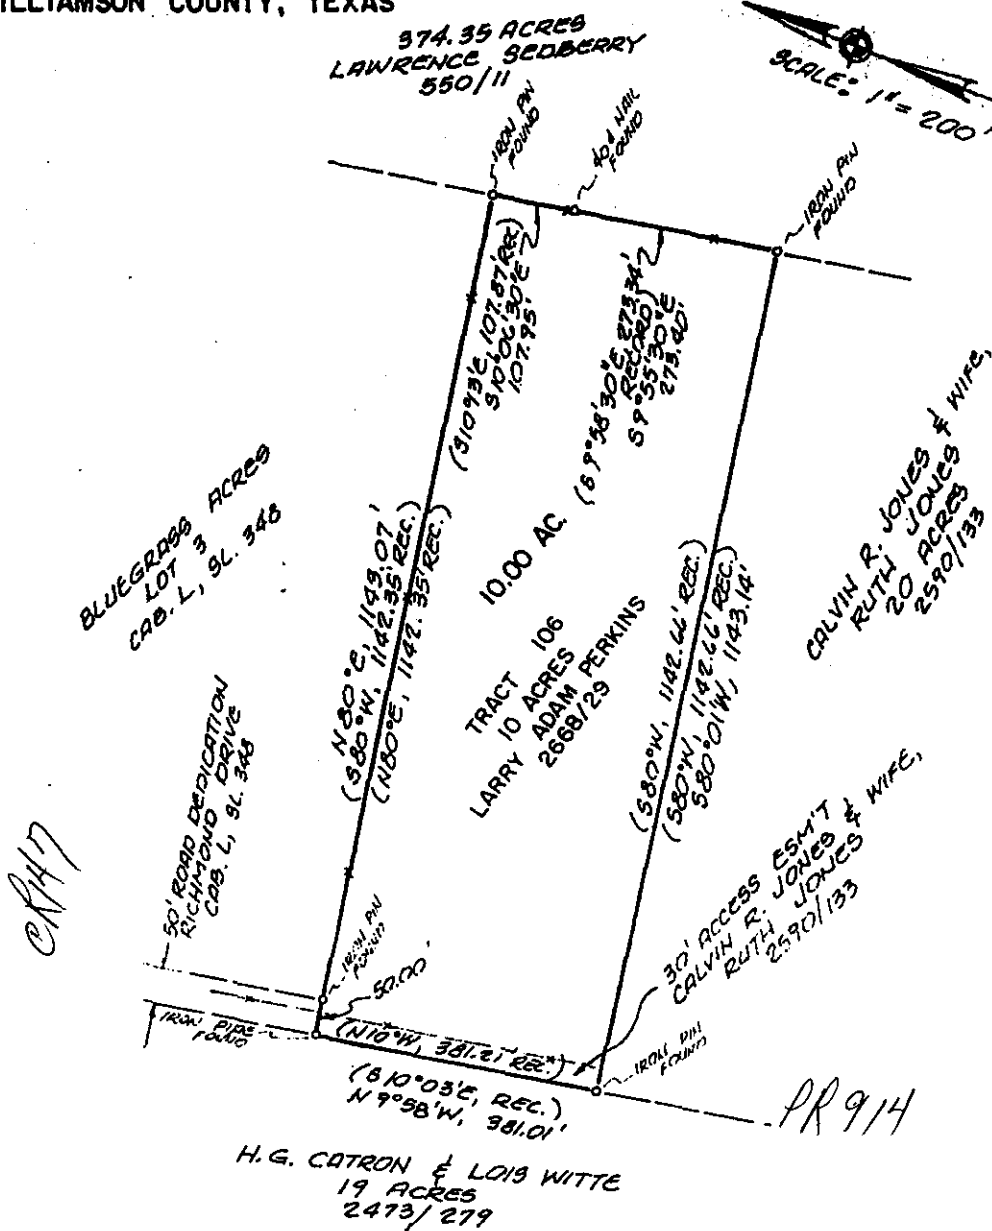 WILLIAMSON COUNTY, TEXAS
374.35 ACRES
LAWRENCE SEDBERRY
550/11
SCALE: 1" = 200'
IRON PIN
FOUND
40d NAIL
FOUND
IRON PIN
FOUND
(S10°43'E, 107.87' REC.)
S10°06'30"E
107.95'
(S9°58'30"E 273.34'
RECORD)
S9°55'30"E
273.40'
BLUEGRASS ACRES
LOT 3
CAB. L, SL. 348
N80°E, 1143.07'
(S80°W, 1142.35' REC.)
(N80°E, 1142.35' REC.)
10.00 AC.
TRACT 106
10 ACRES
LARRY ADAM PERKINS
2668/29
(S80°W, 1142.66' REC.)
(S80°W, 1142.66' REC.)
S80°01'W, 1143.14'
CALVIN R. JONES & WIFE,
RUTH JONES
20 ACRES
2590/133
50' ROAD DEDICATION
RICHMOND DRIVE
CAB. L, SL. 348
CR147
30' ACCESS ESM'T
CALVIN R. JONES & WIFE,
RUTH JONES
2590/133
IRON PIN
FOUND
50.00'
IRON PIPE
FOUND
(N10°W, 381.21' REC.)
IRON PIN
FOUND
(S10°03'E, REC.)
N9°58'W, 381.01'
PR 914
H.G. CATRON & LOIS WITTE
19 ACRES
2473/279